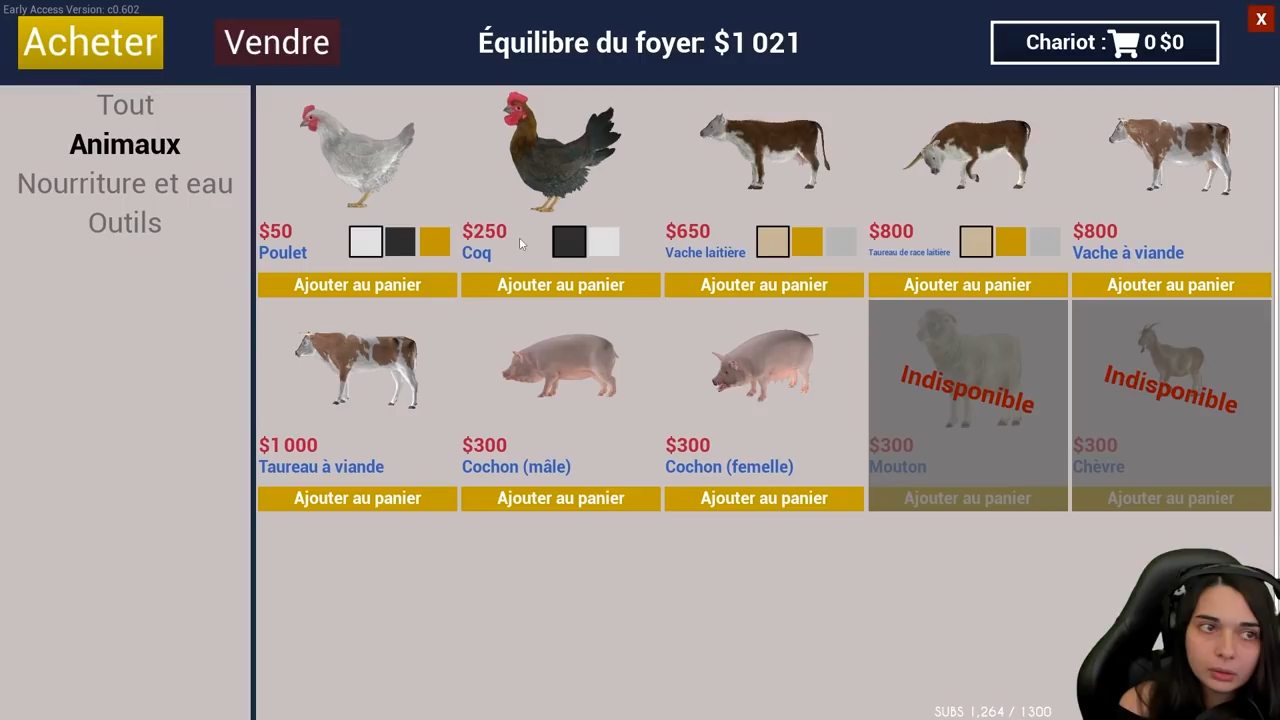 Early Access Version: c0.602
Acheter
Vendre
Équilibre du foyer: $1 021
Chariot : 0 $0
X
Tout
Animaux
Nourriture et eau
Outils
$50
Poulet
Ajouter au panier
$250
Coq
Ajouter au panier
$650
Vache laitière
Ajouter au panier
$800
Taureau de race laitière
Ajouter au panier
$800
Vache à viande
Ajouter au panier
$1 000
Taureau à viande
Ajouter au panier
$300
Cochon (mâle)
Ajouter au panier
$300
Cochon (femelle)
Ajouter au panier
Indisponible
$300
Mouton
Ajouter au panier
Indisponible
$300
Chèvre
Ajouter au panier
SUBS 1,264 / 1300